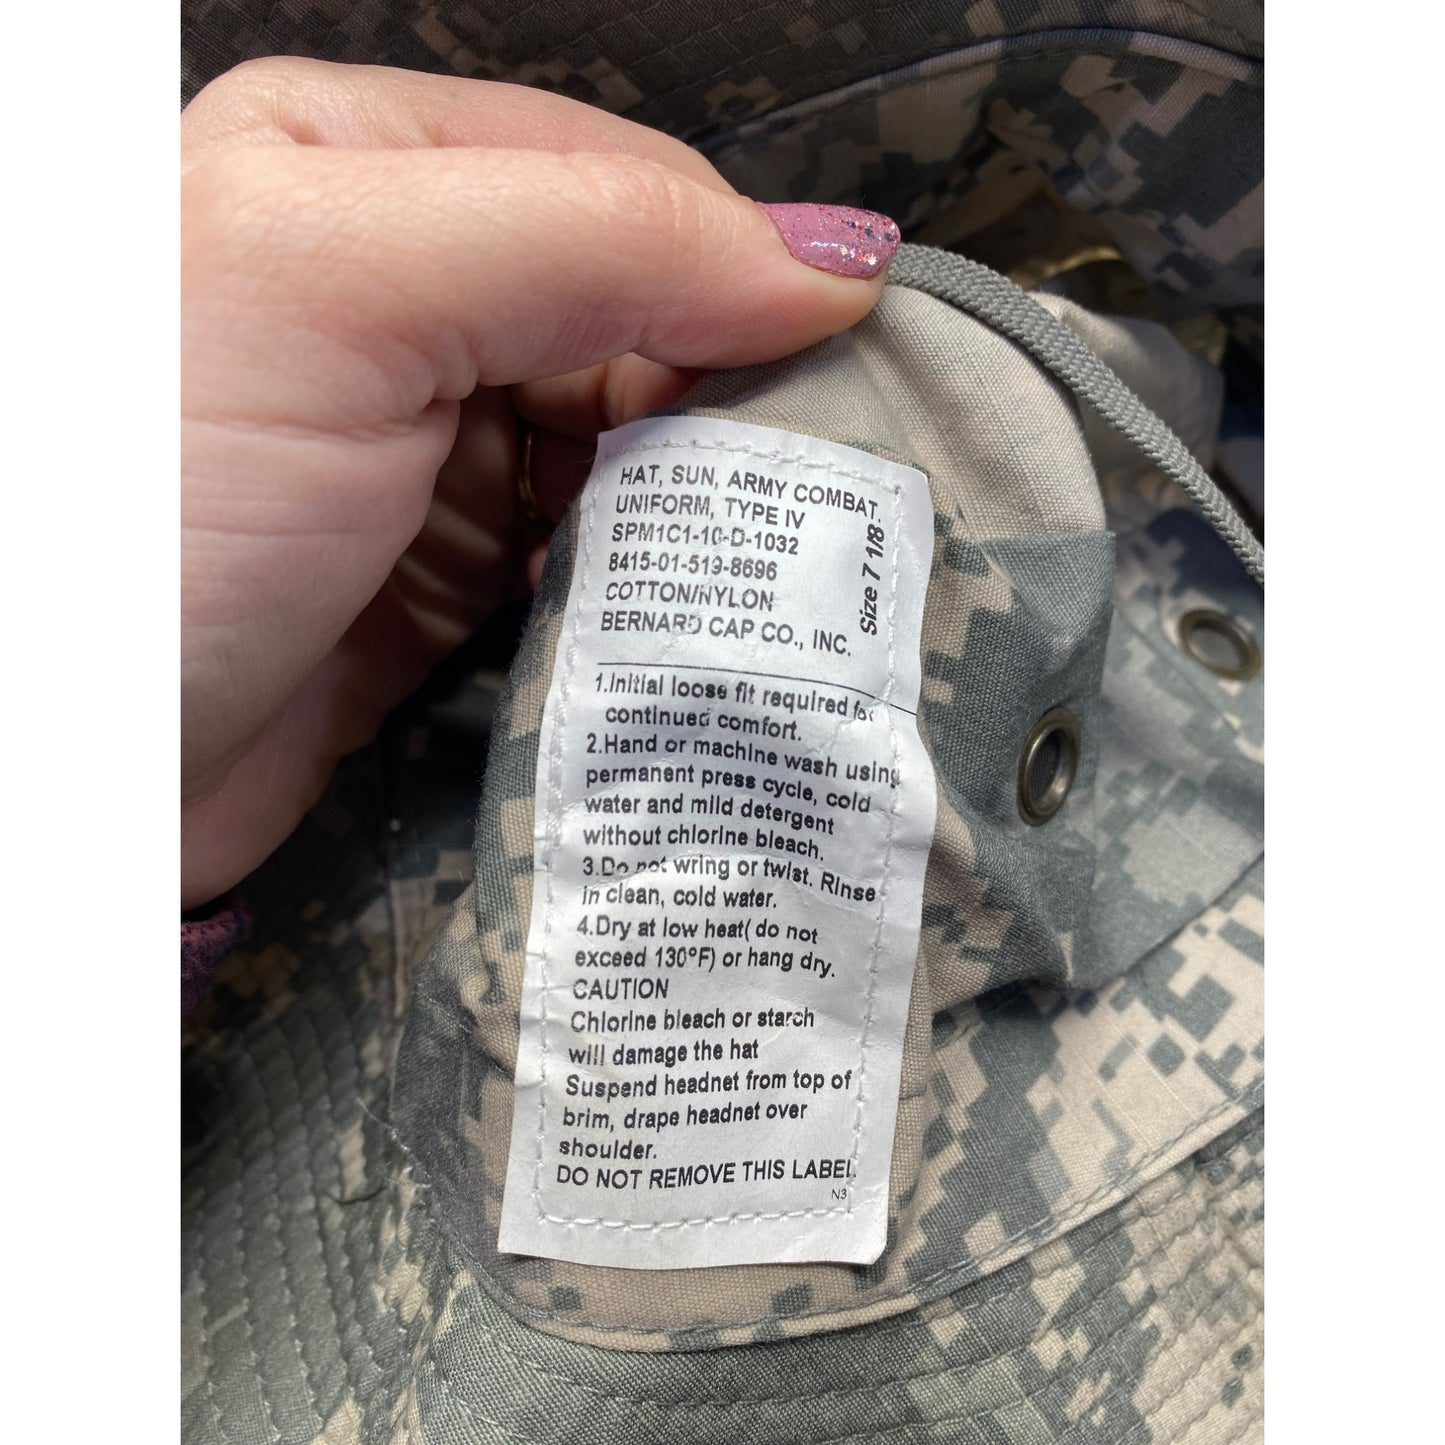 HAT, SUN, ARMY COMBAT,
UNIFORM, TYPE IV
SPM1C1-10-D-1032
8415-01-519-8696
COTTON/NYLON
BERNARD CAP CO., INC.
Size 7 1/8
1.Initial loose fit required for
continued comfort.
2.Hand or machine wash using
permanent press cycle, cold
water and mild detergent
without chlorine bleach.
3.Do not wring or twist. Rinse
in clean, cold water.
4.Dry at low heat( do not
exceed 130°F) or hang dry.
CAUTION
Chlorine bleach or starch
will damage the hat
Suspend headnet from top of
brim, drape headnet over
shoulder.
DO NOT REMOVE THIS LABEL.
N3